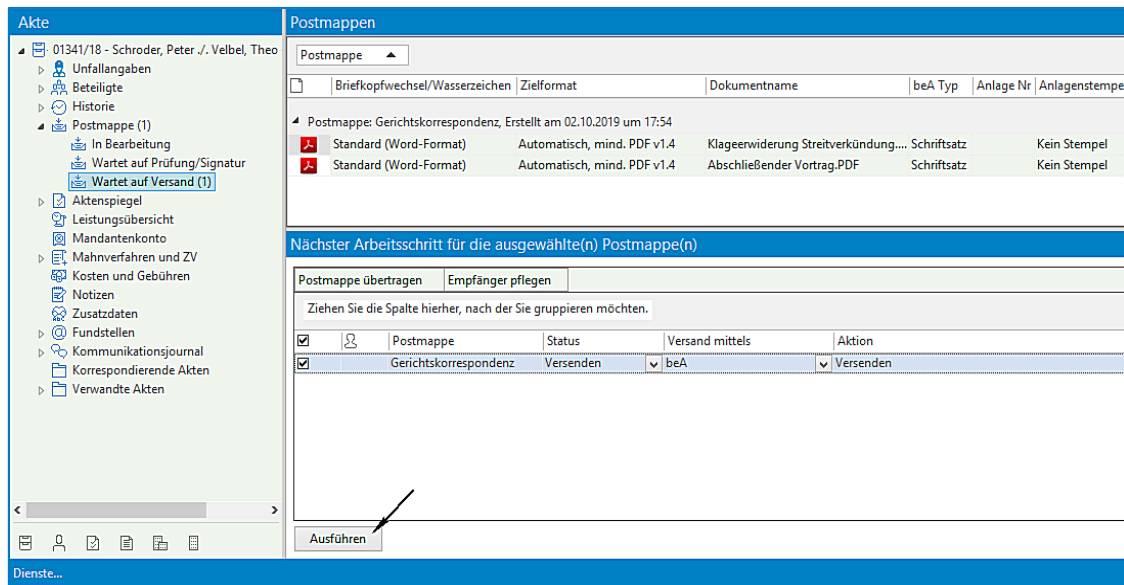 Akte
01341/18 - Schroder, Peter ./. Velbel, Theo
Unfallangaben
Beteiligte
Historie
Postmappe (1)
In Bearbeitung
Wartet auf Prüfung/Signatur
Wartet auf Versand (1)
Aktenspiegel
Leistungsübersicht
Mandantenkonto
Mahnverfahren und ZV
Kosten und Gebühren
Notizen
Zusatzdaten
Fundstellen
Kommunikationsjournal
Korrespondierende Akten
Verwandte Akten
Postmappen
Postmappe
Briefkopfwechsel/Wasserzeichen Zielformat Dokumentname beA Typ Anlage Nr Anlagenstempe
Postmappe: Gerichtskorrespondenz, Erstellt am 02.10.2019 um 17:54
Standard (Word-Format) Automatisch, mind. PDF v1.4 Klageerwiderung Streitverkündung.... Schriftsatz Kein Stempel
Standard (Word-Format) Automatisch, mind. PDF v1.4 Abschließender Vortrag.PDF Schriftsatz Kein Stempel
Nächster Arbeitsschritt für die ausgewählte(n) Postmappe(n)
Postmappe übertragen Empfänger pflegen
Ziehen Sie die Spalte hierher, nach der Sie gruppieren möchten.
Postmappe Status Versand mittels Aktion
Gerichtskorrespondenz Versenden beA Versenden
Ausführen
Dienste...